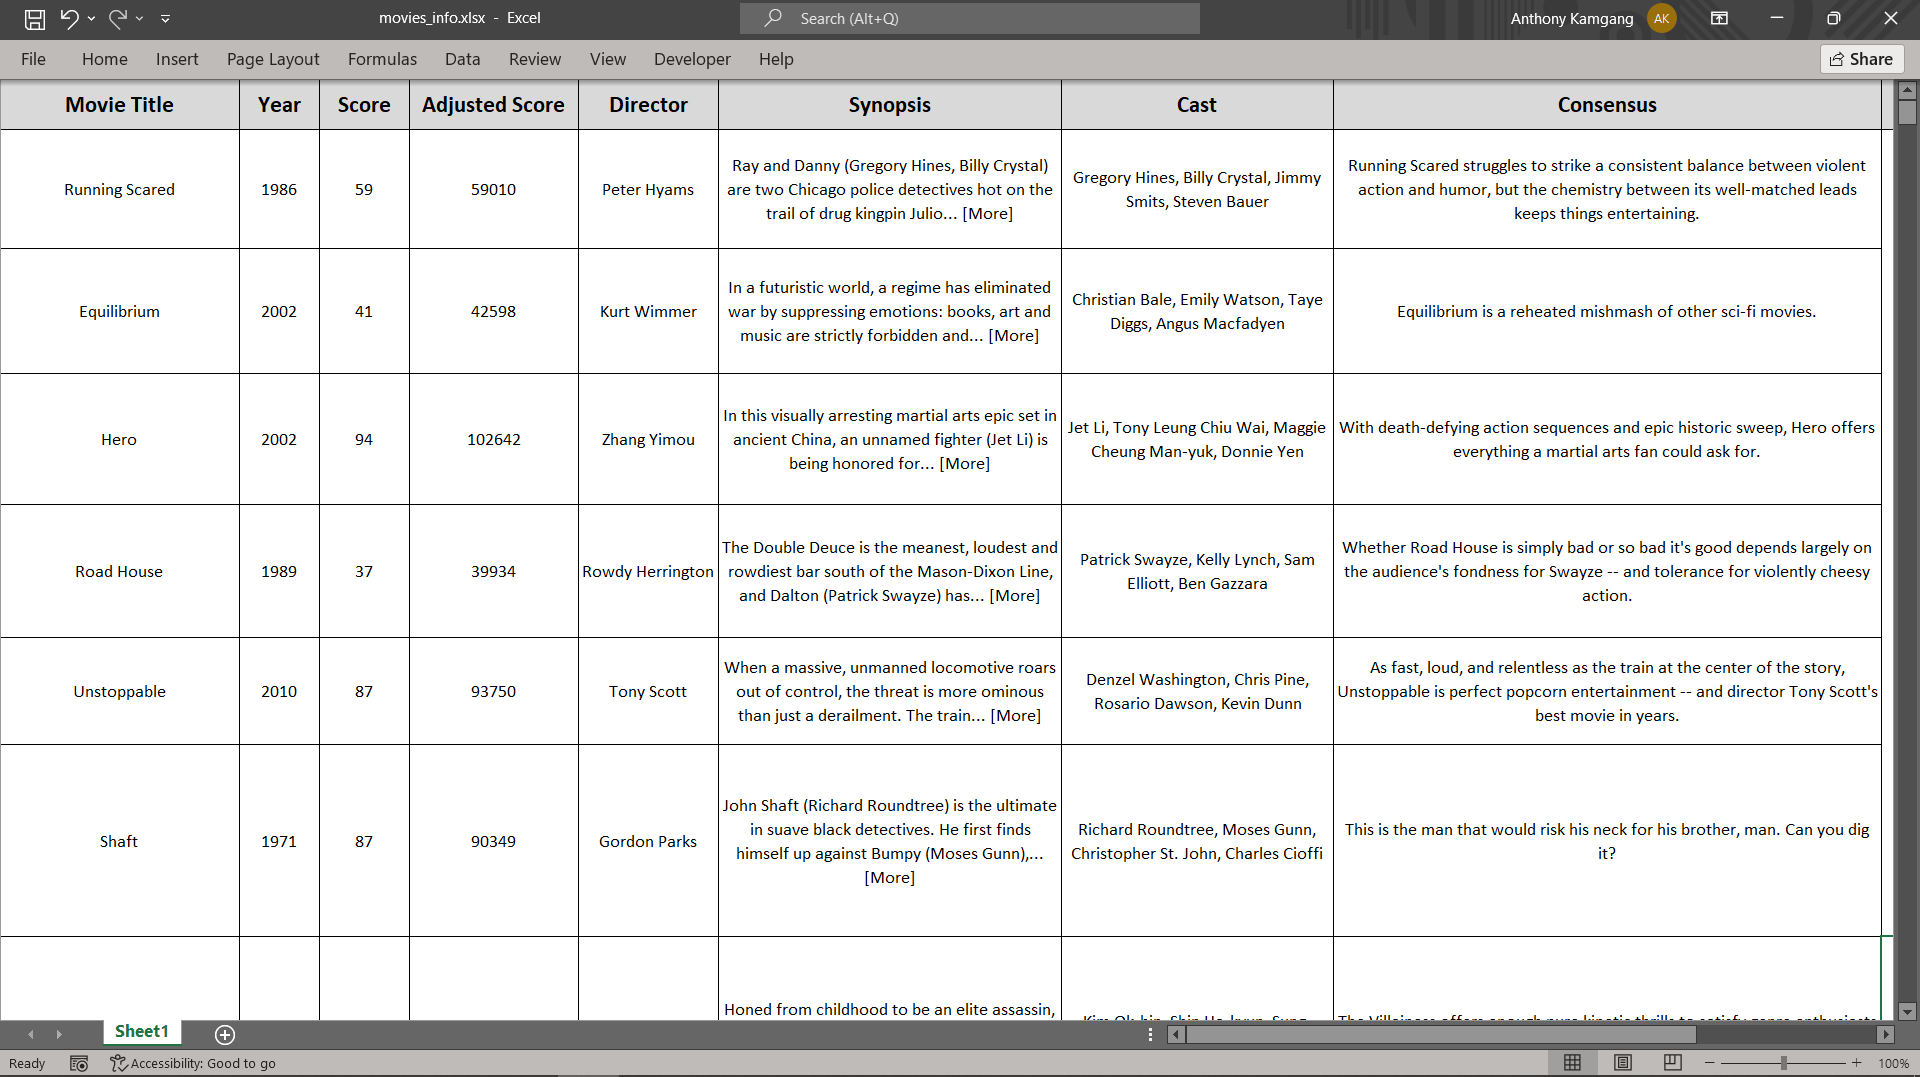 movies_info.xlsx - Excel
Search (Alt+Q)
Anthony Kamgang
AK
File Home Insert Page Layout Formulas Data Review View Developer Help
Share
Movie Title Year Score Adjusted Score Director Synopsis Cast Consensus
Running Scared 1986 59 59010 Peter Hyams
Ray and Danny (Gregory Hines, Billy Crystal)
are two Chicago police detectives hot on the
trail of drug kingpin Julio... [More]
Gregory Hines, Billy Crystal, Jimmy
Smits, Steven Bauer
Running Scared struggles to strike a consistent balance between violent
action and humor, but the chemistry between its well-matched leads
keeps things entertaining.
Equilibrium 2002 41 42598 Kurt Wimmer
In a futuristic world, a regime has eliminated
war by suppressing emotions: books, art and
music are strictly forbidden and... [More]
Christian Bale, Emily Watson, Taye
Diggs, Angus Macfadyen
Equilibrium is a reheated mishmash of other sci-fi movies.
Hero 2002 94 102642 Zhang Yimou
In this visually arresting martial arts epic set in
ancient China, an unnamed fighter (Jet Li) is
being honored for... [More]
Jet Li, Tony Leung Chiu Wai, Maggie
Cheung Man-yuk, Donnie Yen
With death-defying action sequences and epic historic sweep, Hero offers
everything a martial arts fan could ask for.
Road House 1989 37 39934 Rowdy Herrington
The Double Deuce is the meanest, loudest and
rowdiest bar south of the Mason-Dixon Line,
and Dalton (Patrick Swayze) has... [More]
Patrick Swayze, Kelly Lynch, Sam
Elliott, Ben Gazzara
Whether Road House is simply bad or so bad it's good depends largely on
the audience's fondness for Swayze -- and tolerance for violently cheesy
action.
Unstoppable 2010 87 93750 Tony Scott
When a massive, unmanned locomotive roars
out of control, the threat is more ominous
than just a derailment. The train... [More]
Denzel Washington, Chris Pine,
Rosario Dawson, Kevin Dunn
As fast, loud, and relentless as the train at the center of the story,
Unstoppable is perfect popcorn entertainment -- and director Tony Scott's
best movie in years.
Shaft 1971 87 90349 Gordon Parks
John Shaft (Richard Roundtree) is the ultimate
in suave black detectives. He first finds
himself up against Bumpy (Moses Gunn),...
[More]
Richard Roundtree, Moses Gunn,
Christopher St. John, Charles Cioffi
This is the man that would risk his neck for his brother, man. Can you dig
it?
Honed from childhood to be an elite assassin,
Kim Ok-bin, Shin Ha-kyun, Sung
The Villainess offers enough pure kinetic thrills to satisfy genre enthusiasts
Sheet1
Ready
Accessibility: Good to go
100%